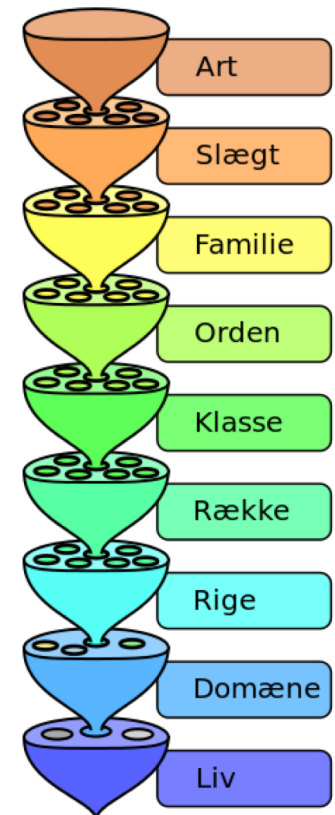 Art
Slægt
Familie
Orden
Klasse
Række
Rige
Domæne
Liv